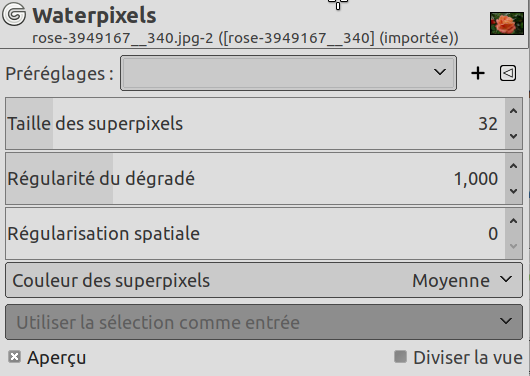 Waterpixels
rose-3949167__340.jpg-2 ([rose-3949167__340] (importée))
Préréglages :
Taille des superpixels 32
Régularité du dégradé 1,000
Régularisation spatiale 0
Couleur des superpixels Moyenne
Utiliser la sélection comme entrée
Aperçu Diviser la vue